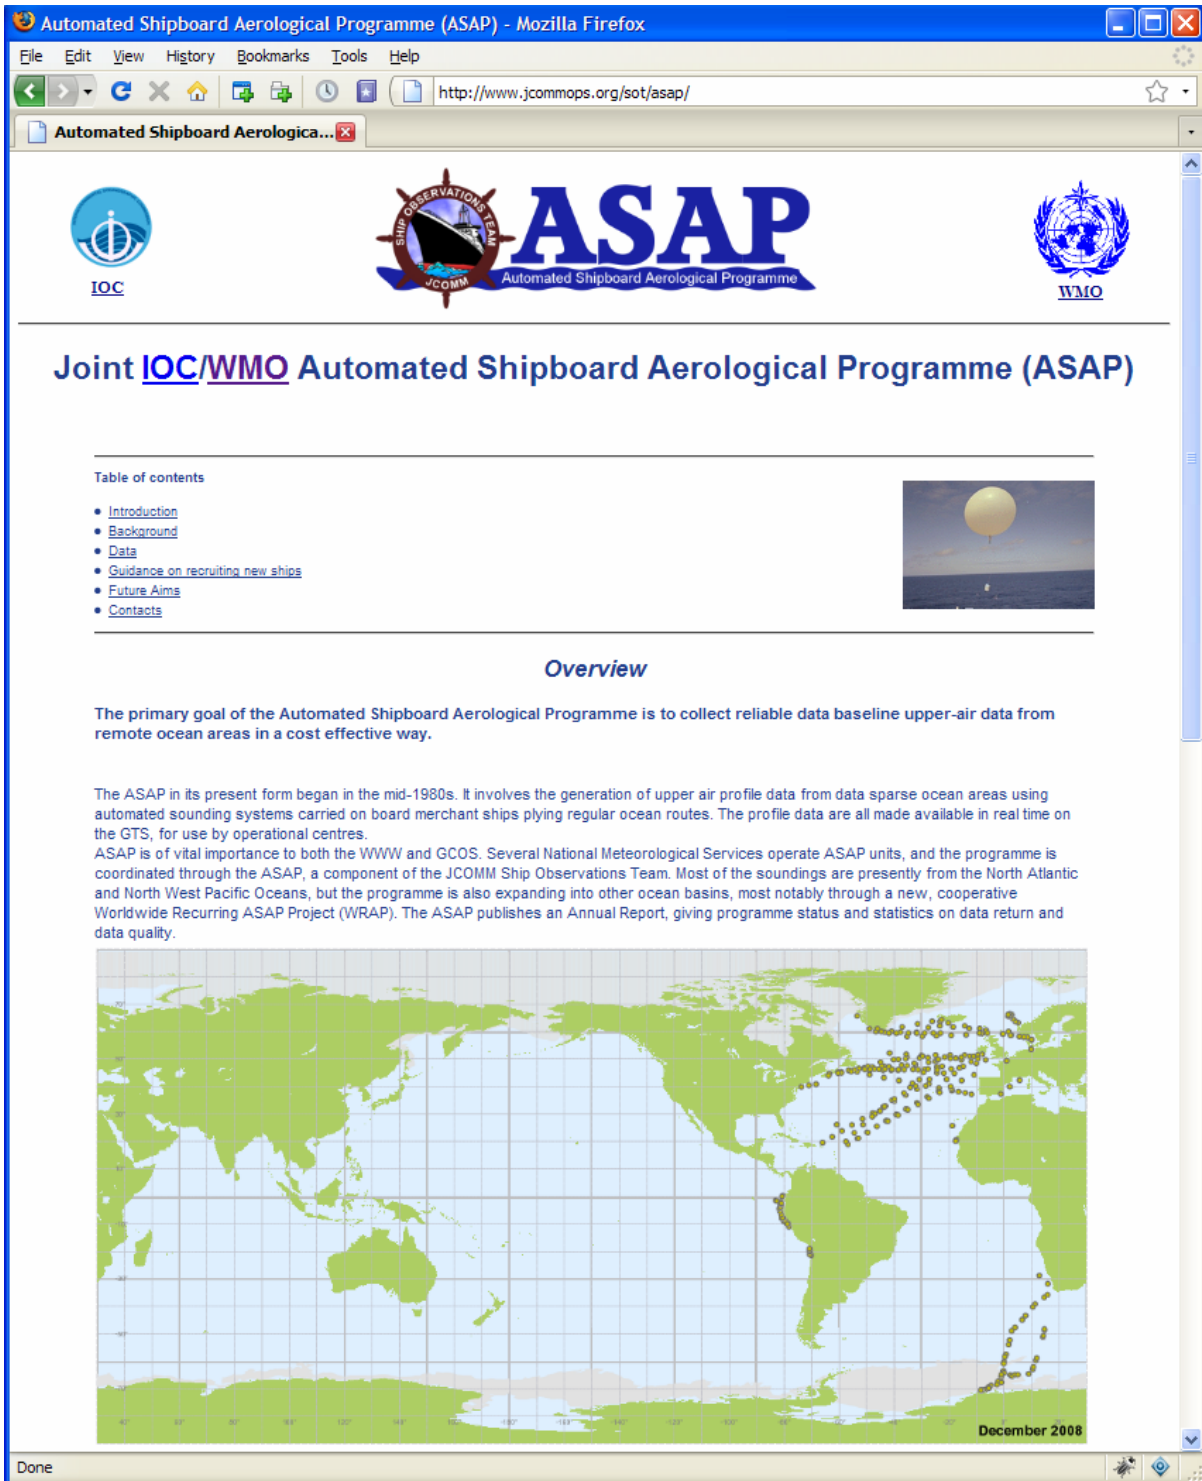 Automated Shipboard Aerological Programme (ASAP) - Mozilla Firefox
File Edit View History Bookmarks Tools Help
http://www.jcommops.org/sot/asap/
Automated Shipboard Aerologica...
SHIP OBSERVATIONS TEAM
JCOMM
ASAP
Automated Shipboard Aerological Programme
IOC
WMO
Joint IOC/WMO Automated Shipboard Aerological Programme (ASAP)
Table of contents
Introduction
Background
Data
Guidance on recruiting new ships
Future Aims
Contacts
Overview
The primary goal of the Automated Shipboard Aerological Programme is to collect reliable data baseline upper-air data from
remote ocean areas in a cost effective way.
The ASAP in its present form began in the mid-1980s. It involves the generation of upper air profile data from data sparse ocean areas using
automated sounding systems carried on board merchant ships plying regular ocean routes. The profile data are all made available in real time on
the GTS, for use by operational centres.
ASAP is of vital importance to both the WWW and GCOS. Several National Meteorological Services operate ASAP units, and the programme is
coordinated through the ASAP, a component of the JCOMM Ship Observations Team. Most of the soundings are presently from the North Atlantic
and North West Pacific Oceans, but the programme is also expanding into other ocean basins, most notably through a new, cooperative
Worldwide Recurring ASAP Project (WRAP). The ASAP publishes an Annual Report, giving programme status and statistics on data return and
data quality.
December 2008
Done